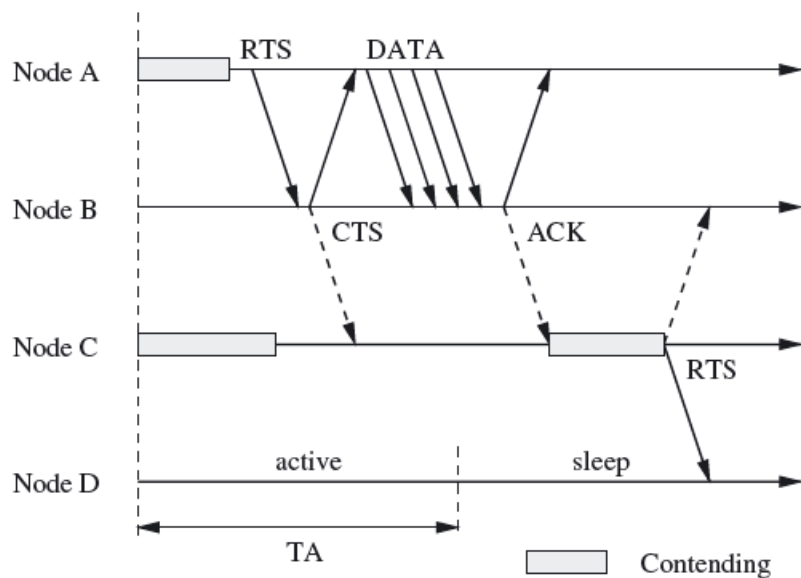 RTS DATA
Node A
Node B
CTS ACK
Node C
RTS
active sleep
Node D
TA
Contending